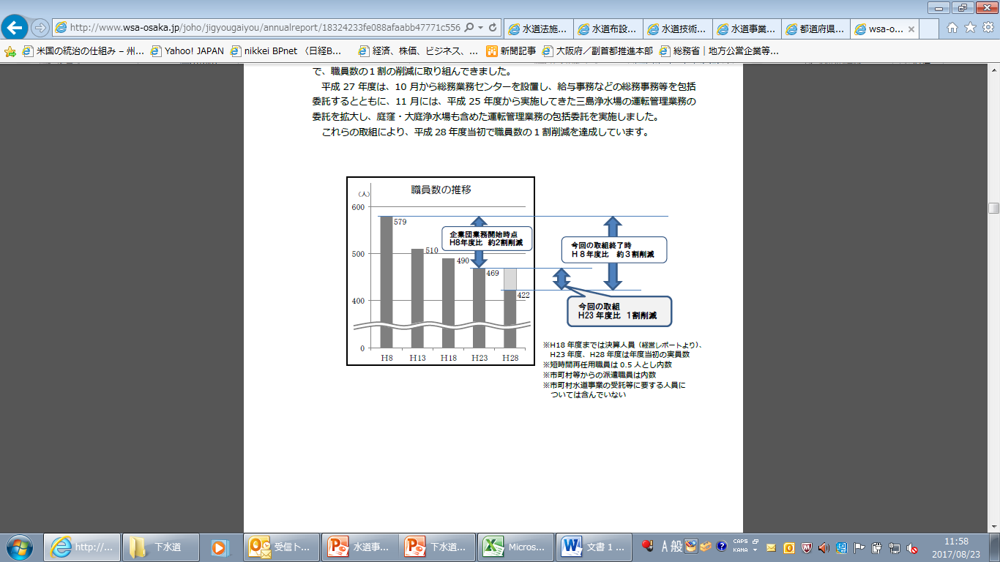 http://www.wsa-osaka.jp/joho/jigyougaiyou/annualreport/18324233fe088afaabb47771c556
水道法施...
水道布設...
水道技術...
水道事業...
都道府県...
wsa-o...
米国の統治の仕組み – 州...
Yahoo! JAPAN
nikkei BPnet 〈日経B...
経済、株価、ビジネス、...
新聞記事
大阪府／副首都推進本部
総務省｜地方公営企業等...
で、職員数の１割の削減に取り組んできました。
平成 27 年度は、10 月から総務業務センターを設置し、給与事務などの総務事務等を包括
委託するとともに、11 月には、平成 25 年度から実施してきた三島浄水場の運転管理業務の
委託を拡大し、庭窪・大庭浄水場も含めた運転管理業務の包括委託を実施しました。
これらの取組により、平成 28 年度当初で職員数の 1 割削減を達成しています。
職員数の推移
（人）
600
579
企業団業務開始時点
H8年度比 約2割削減
今回の取組終了時
H８年度比 約３割削減
500
510
490
469
422
400
今回の取組
H23 年度比 1割削減
0
H8
H13
H18
H23
H28
※H18 年度までは決算人員（経営レポートより）、
H23 年度、H28 年度は年度当初の実員数
※短時間再任用職員は 0.5 人とし内数
※市町村等からの派遣職員は内数
※市町村水道事業の受託等に要する人員に
ついては含んでいない
http://...
下水道
受信ト...
水道事...
下水道...
Micros...
文書 1 ...
A 般
CAPS
KANA
11:58
2017/08/23